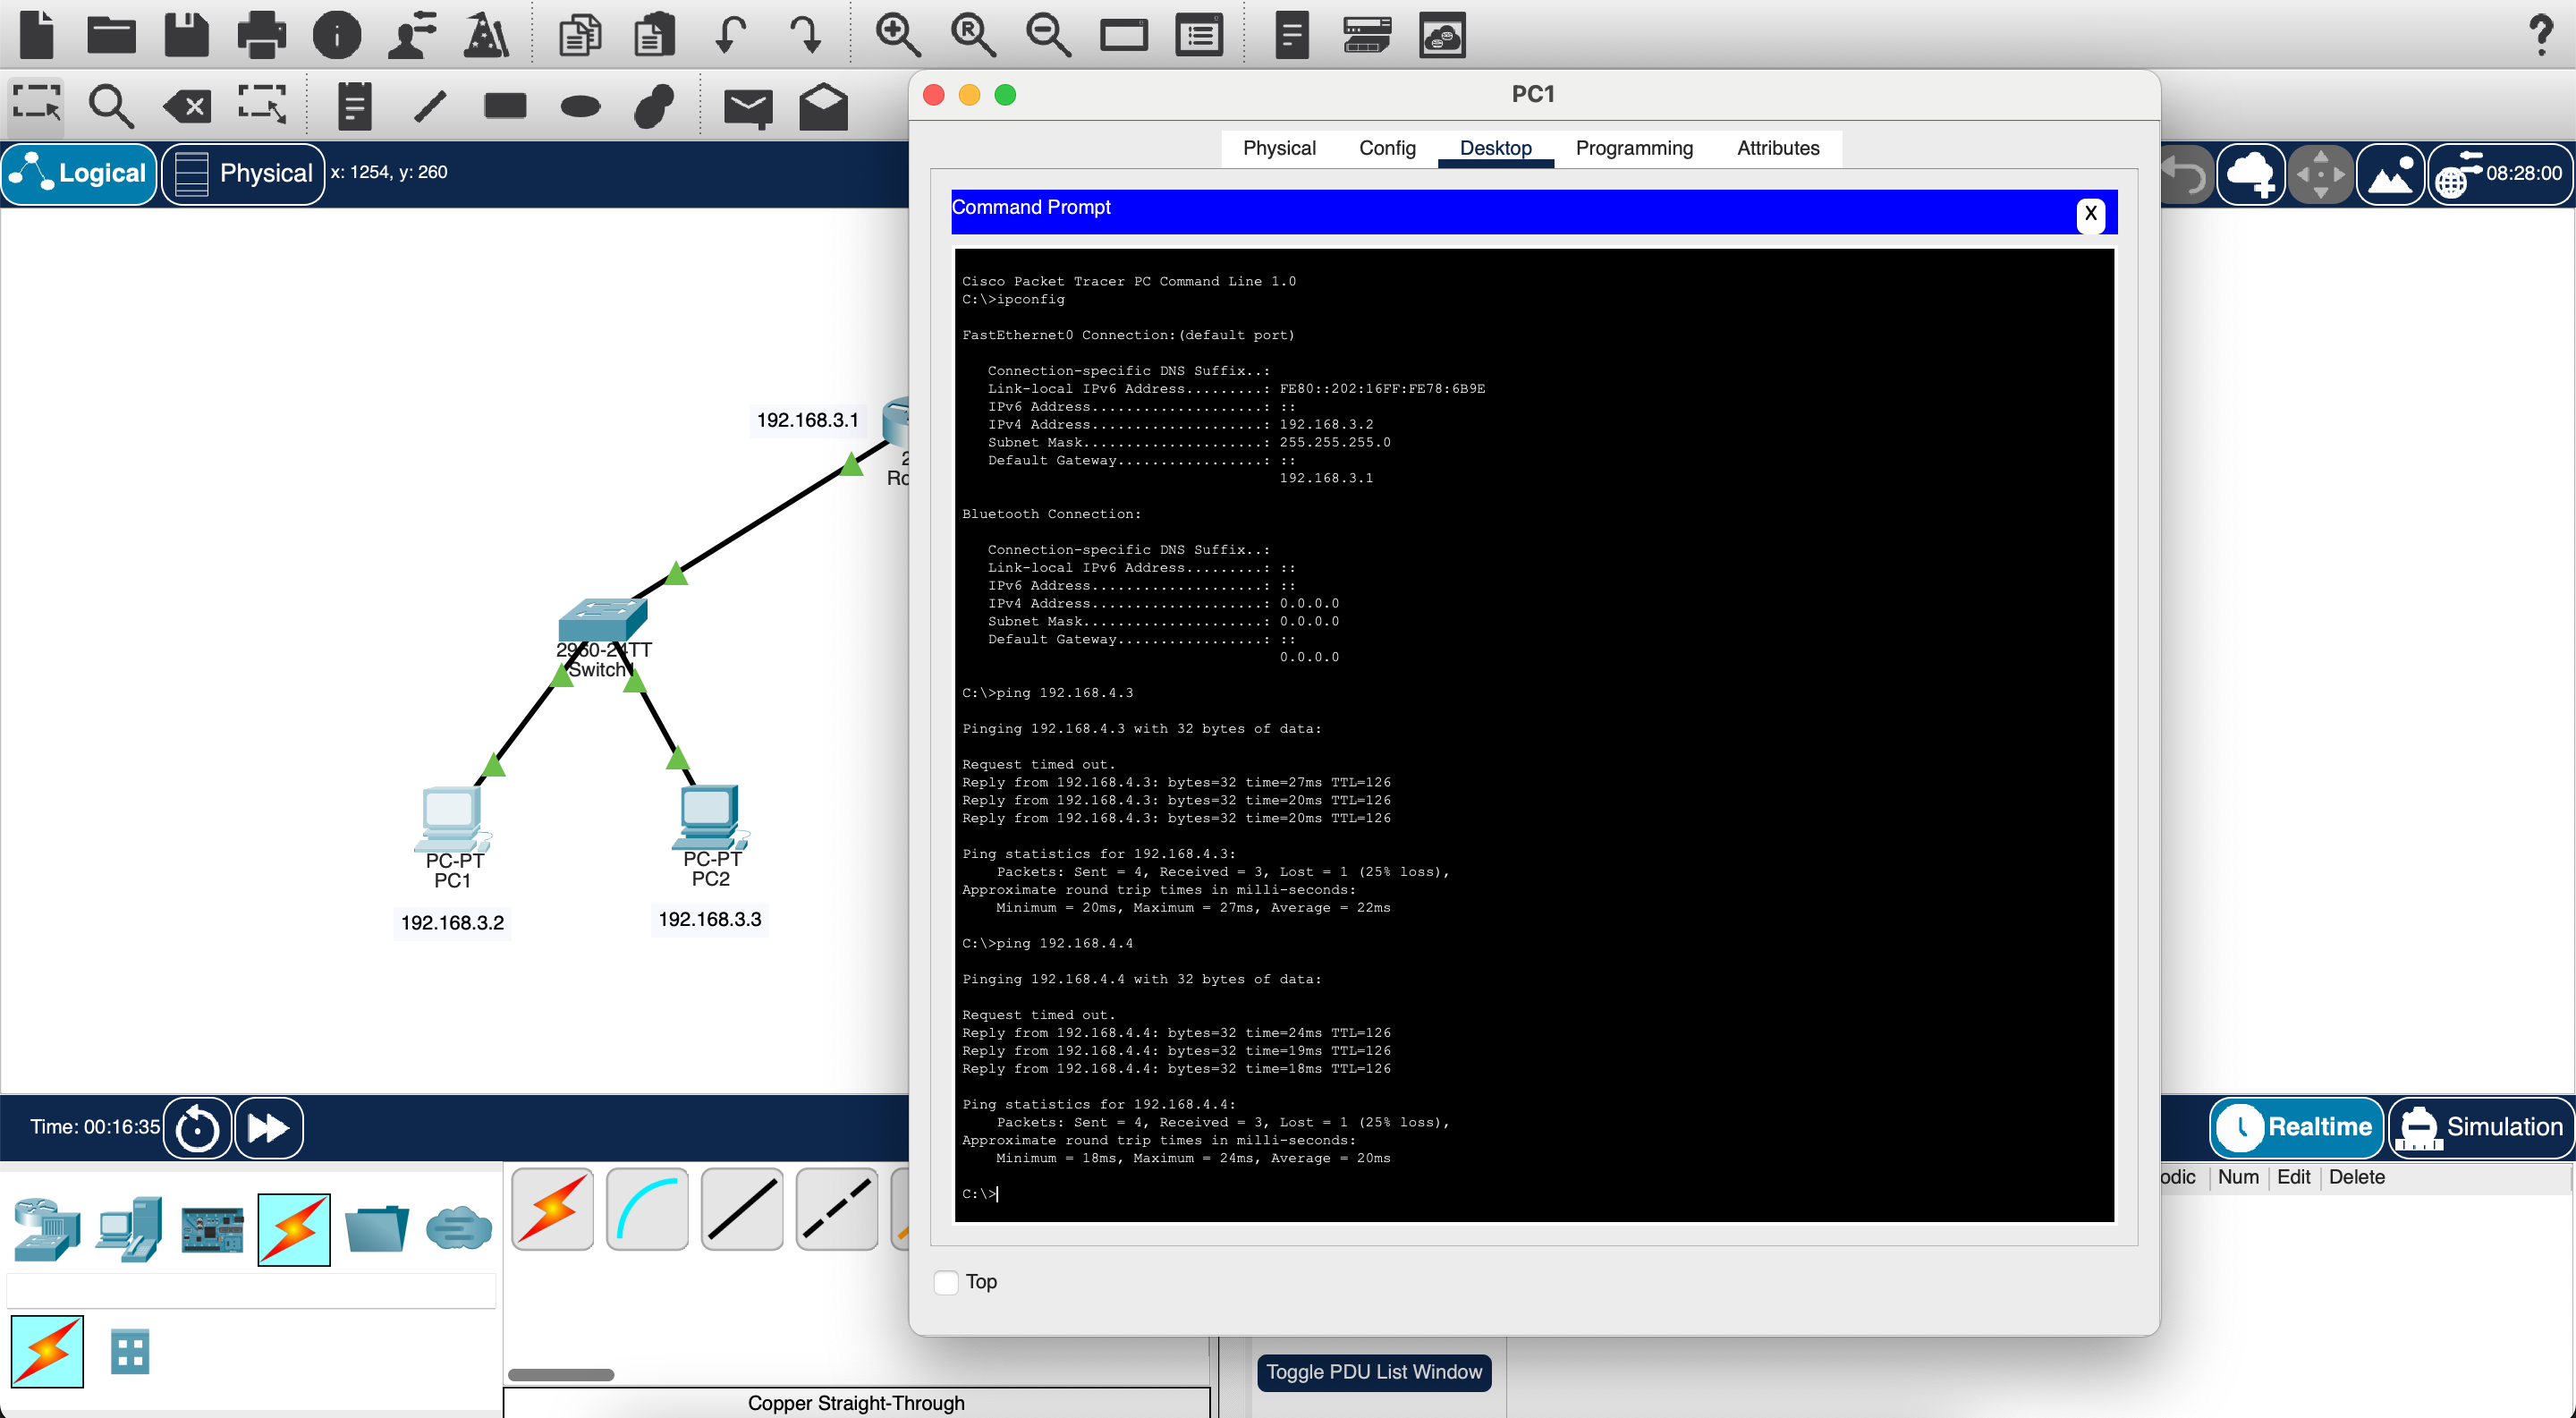 PC1
Physical Config Desktop Programming Attributes
Logical
Physical
x: 1254, y: 260
08:28:00
Command Prompt
X
Cisco Packet Tracer PC Command Line 1.0
C:\>ipconfig
FastEthernet0 Connection:(default port)
Connection-specific DNS Suffix..:
Link-local IPv6 Address.........: FE80::202:16FF:FE78:6B9E
IPv6 Address....................: ::
IPv4 Address....................: 192.168.3.2
Subnet Mask.....................: 255.255.255.0
Default Gateway.................: ::
192.168.3.1
Bluetooth Connection:
Connection-specific DNS Suffix..:
Link-local IPv6 Address.........: ::
IPv6 Address....................: ::
IPv4 Address....................: 0.0.0.0
Subnet Mask.....................: 0.0.0.0
Default Gateway.................: ::
0.0.0.0
C:\>ping 192.168.4.3
Pinging 192.168.4.3 with 32 bytes of data:
Request timed out.
Reply from 192.168.4.3: bytes=32 time=27ms TTL=126
Reply from 192.168.4.3: bytes=32 time=20ms TTL=126
Reply from 192.168.4.3: bytes=32 time=20ms TTL=126
Ping statistics for 192.168.4.3:
Packets: Sent = 4, Received = 3, Lost = 1 (25% loss),
Approximate round trip times in milli-seconds:
Minimum = 20ms, Maximum = 27ms, Average = 22ms
C:\>ping 192.168.4.4
Pinging 192.168.4.4 with 32 bytes of data:
Request timed out.
Reply from 192.168.4.4: bytes=32 time=24ms TTL=126
Reply from 192.168.4.4: bytes=32 time=19ms TTL=126
Reply from 192.168.4.4: bytes=32 time=18ms TTL=126
Ping statistics for 192.168.4.4:
Packets: Sent = 4, Received = 3, Lost = 1 (25% loss),
Approximate round trip times in milli-seconds:
Minimum = 18ms, Maximum = 24ms, Average = 20ms
C:\>
Top
192.168.3.1
2960-24TT
Switch1
PC-PT
PC1
192.168.3.2
PC-PT
PC2
192.168.3.3
Time: 00:16:35
Realtime
Simulation
odic Num Edit Delete
Toggle PDU List Window
Copper Straight-Through